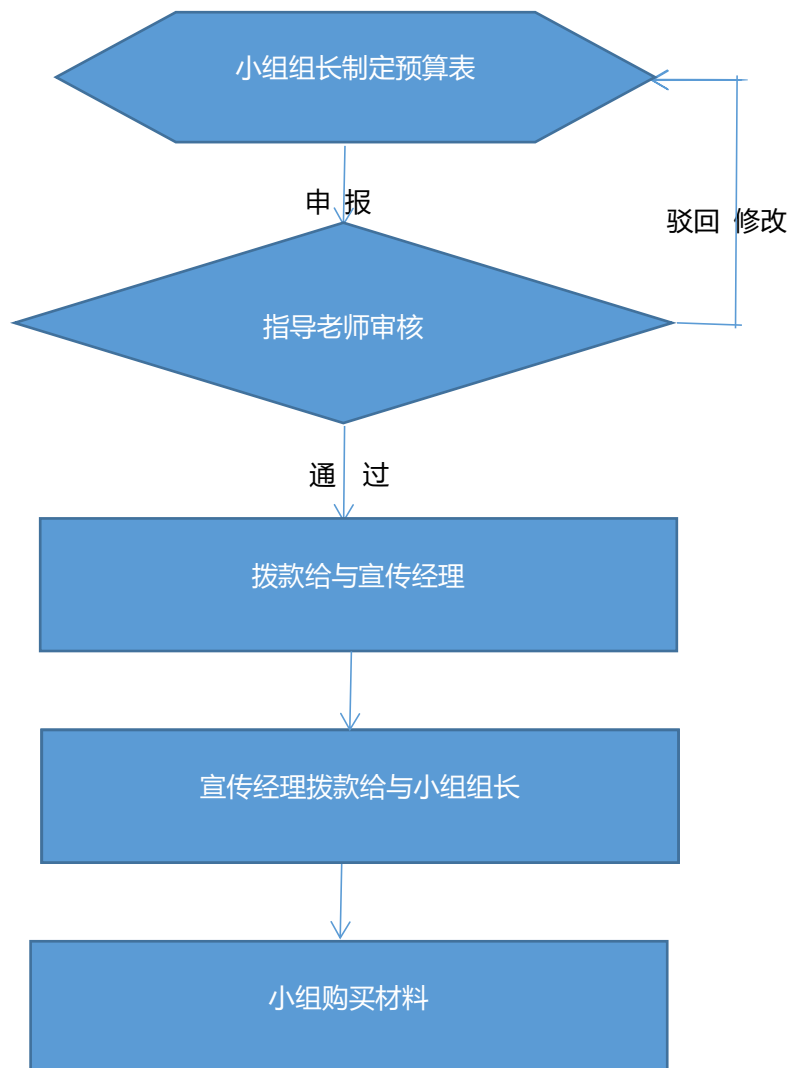 小组组长制定预算表
申 报
驳回 修改
指导老师审核
通 过
拨款给与宣传经理
宣传经理拨款给与小组组长
小组购买材料